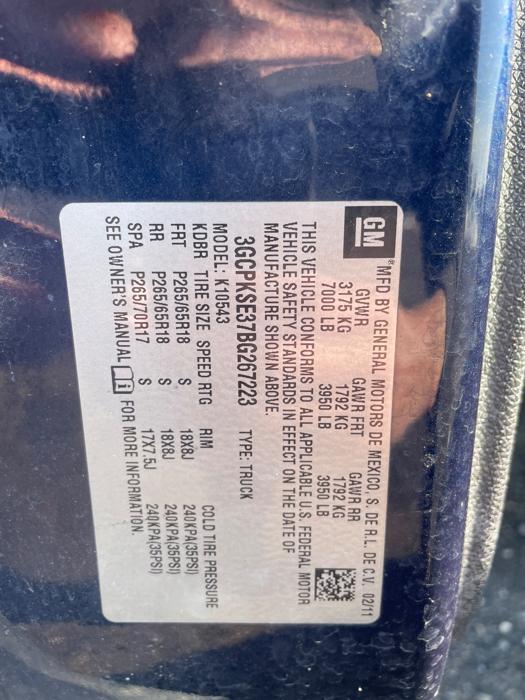 GM
®MFD BY GENERAL MOTORS DE MEXICO, S. DE R.L. DE C.V. 02/11
GVWR GAWR FRT GAWR RR
3175 KG 1792 KG 1792 KG
7000 LB 3950 LB 3950 LB
THIS VEHICLE CONFORMS TO ALL APPLICABLE U.S. FEDERAL MOTOR
VEHICLE SAFETY STANDARDS IN EFFECT ON THE DATE OF
MANUFACTURE SHOWN ABOVE.
3GCPKSE37BG267223 TYPE: TRUCK
MODEL: K10543
KDBR TIRE SIZE SPEED RTG RIM COLD TIRE PRESSURE
FRT P265/65R18 S 18X8J 240KPA(35PSI)
RR P265/65R18 S 18X8J 240KPA(35PSI)
SPA P265/70R17 S 17X7.5J 240KPA(35PSI)
SEE OWNER'S MANUAL FOR MORE INFORMATION.